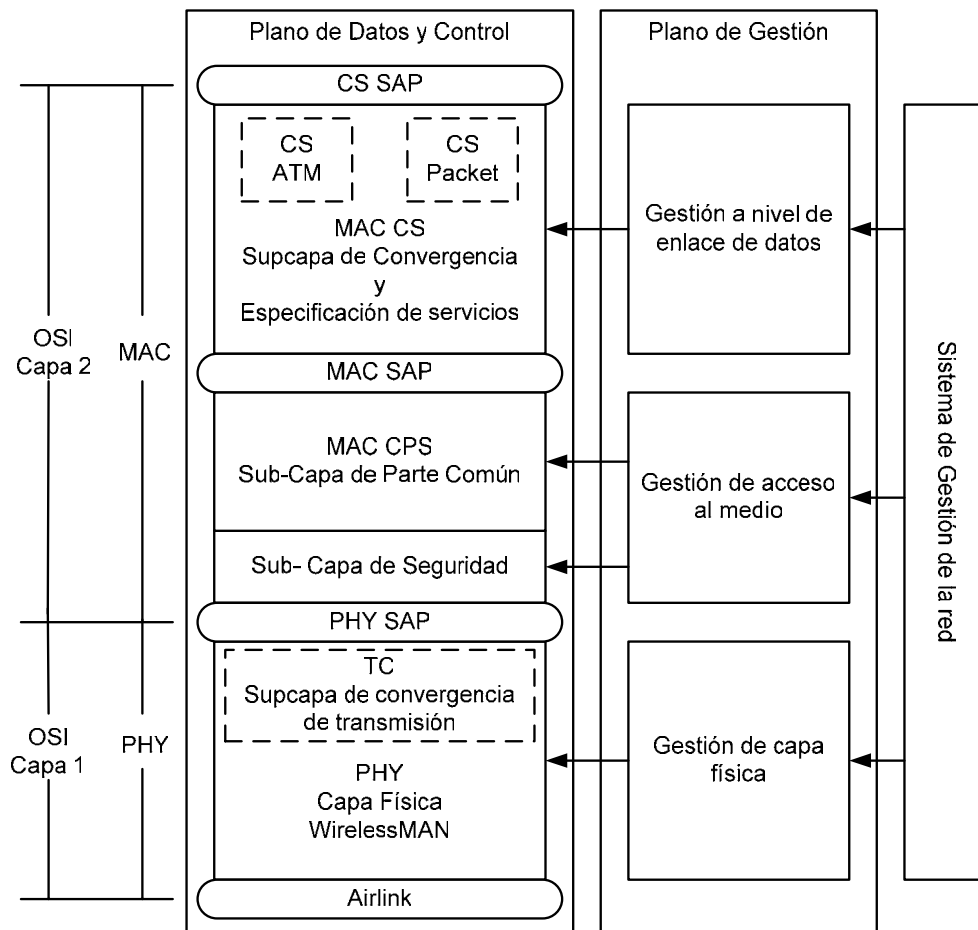 Plano de Datos y Control
Plano de Gestión
CS SAP
CS
ATM
CS
Packet
MAC CS
Supcapa de Convergencia
y
Especificación de servicios
Gestión a nivel de
enlace de datos
OSI
Capa 2
MAC
MAC SAP
MAC CPS
Sub-Capa de Parte Común
Sub- Capa de Seguridad
Gestión de acceso
al medio
Sistema de Gestión de la red
PHY SAP
TC
Supcapa de convergencia
de transmisión
OSI
Capa 1
PHY
PHY
Capa Física
WirelessMAN
Gestión de capa
física
Airlink